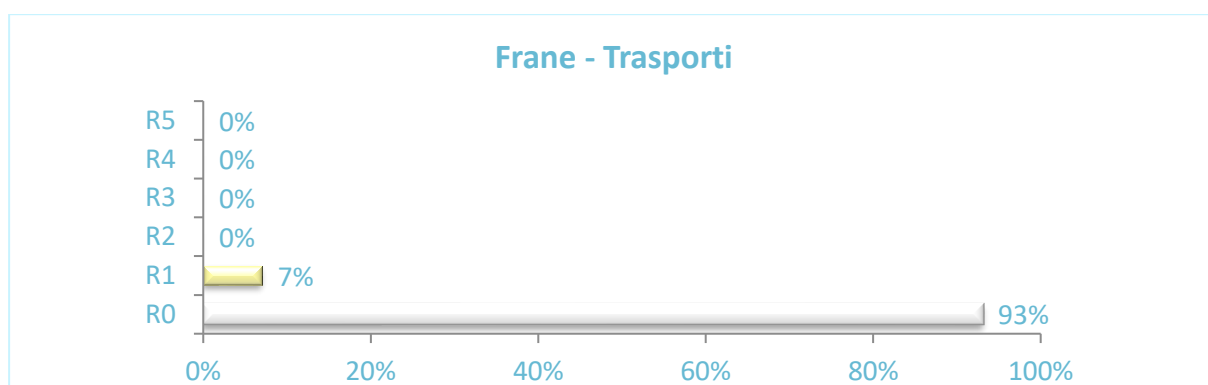 Frane - Trasporti
R5 0%
R4 0%
R3 0%
R2 0%
R1 7%
R0 93%
0% 20% 40% 60% 80% 100%